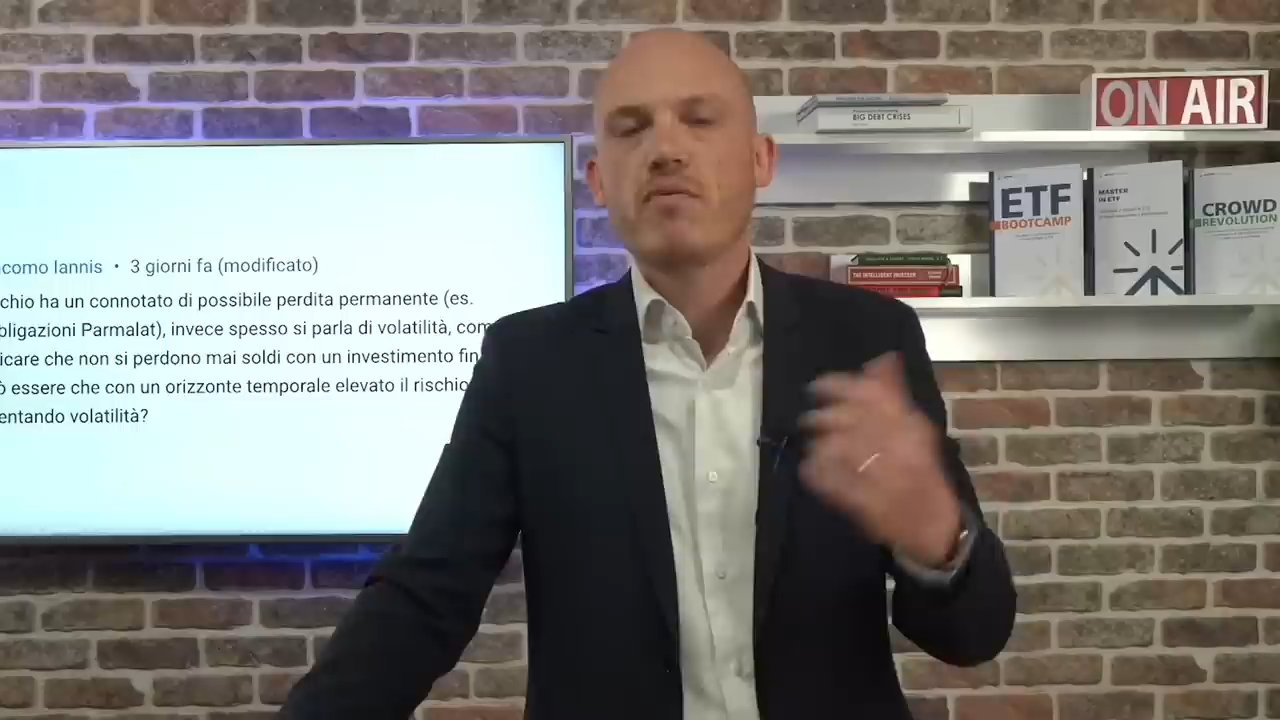 como Iannis • 3 giorni fa (modificato)
chio ha un connotato di possibile perdita permanente (es.
bligazioni Parmalat), invece spesso si parla di volatilità, com
icare che non si perdono mai soldi con un investimento fin
ò essere che con un orizzonte temporale elevato il rischio
entando volatilità?
BIG DEBT CRISES
ON AIR
ETF
BOOTCAMP
MASTER
IN ETF
CROWD
REVOLUTION
THE INTELLIGENT INVESTOR